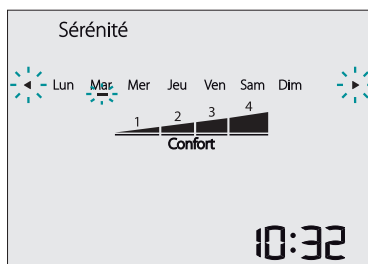 Sérénité
Lun Mar Mer Jeu Ven Sam Dim
1 2 3 4
Confort
10:32